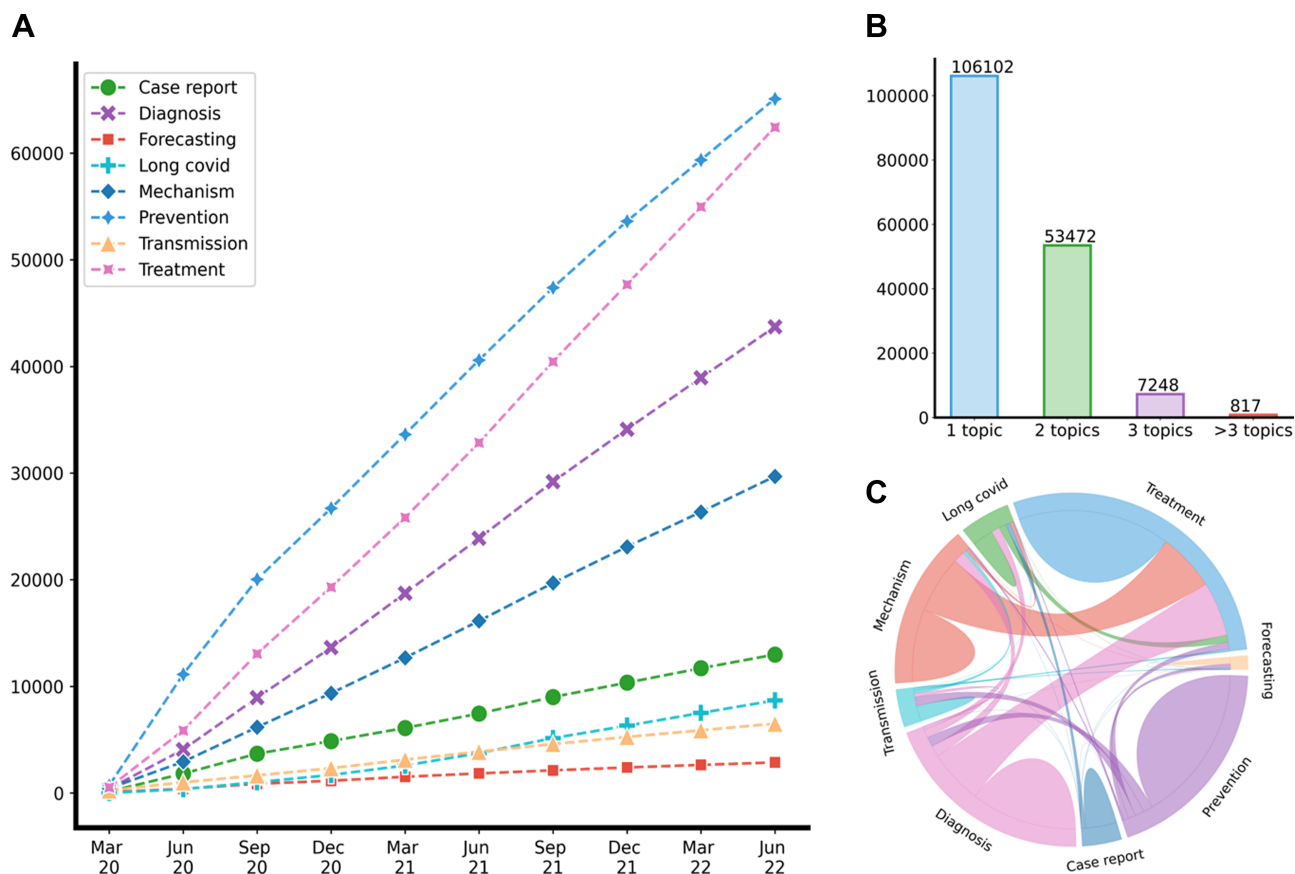 A
Case report
Diagnosis
Forecasting
Long covid
Mechanism
Prevention
Transmission
Treatment
60000
50000
40000
30000
20000
10000
0
Mar Jun Sep Dec Mar Jun Sep Dec Mar Jun
20 20 20 20 21 21 21 21 22 22
B
106102
53472
7248
817
100000
80000
60000
40000
20000
0
1 topic 2 topics 3 topics >3 topics
C
Long covid
Treatment
Mechanism
Forecasting
Transmission
Prevention
Diagnosis
Case report